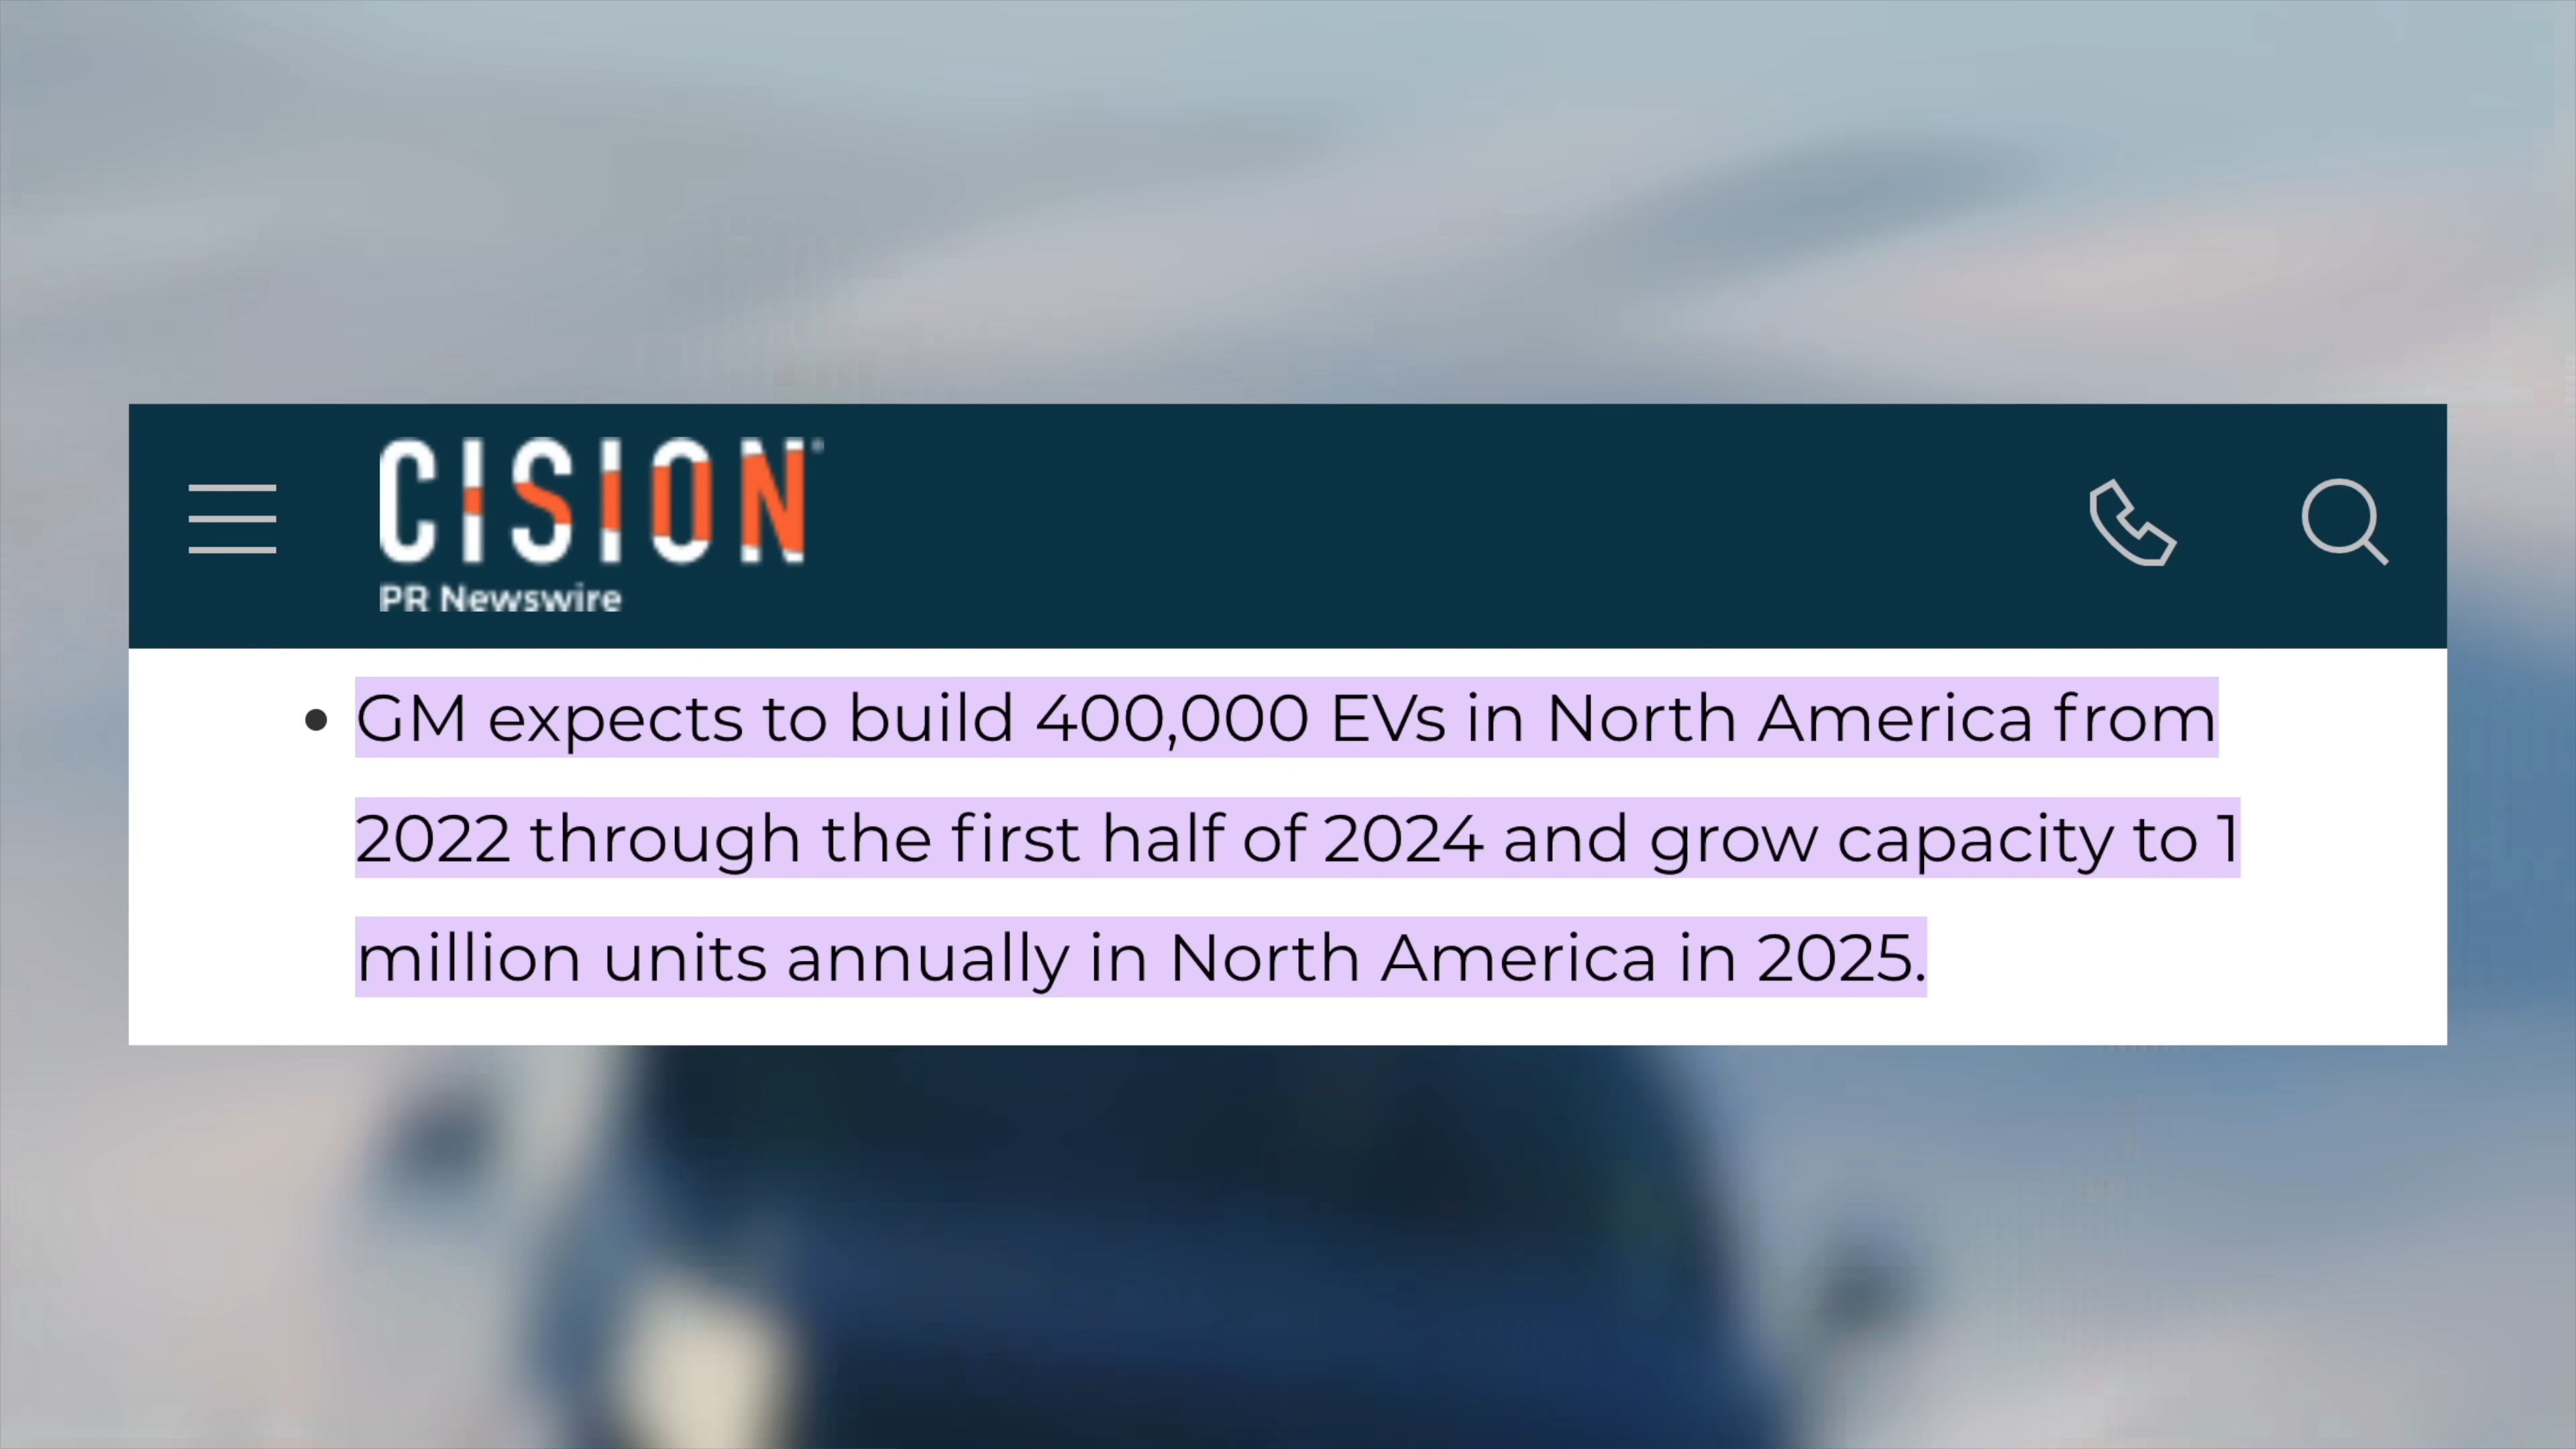 CISION
PR Newswire
• GM expects to build 400,000 EVs in North America from
2022 through the first half of 2024 and grow capacity to 1
million units annually in North America in 2025.